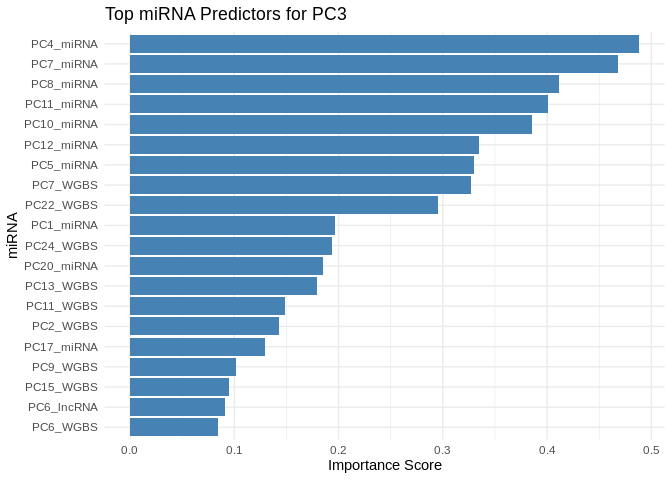 Top miRNA Predictors for PC3
miRNA
PC4_miRNA
PC7_miRNA
PC8_miRNA
PC11_miRNA
PC10_miRNA
PC12_miRNA
PC5_miRNA
PC7_WGBS
PC22_WGBS
PC1_miRNA
PC24_WGBS
PC20_miRNA
PC13_WGBS
PC11_WGBS
PC2_WGBS
PC17_miRNA
PC9_WGBS
PC15_WGBS
PC6_lncRNA
PC6_WGBS
0.0 0.1 0.2 0.3 0.4 0.5
Importance Score